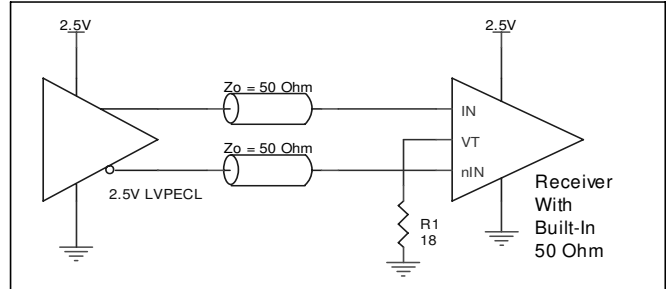 2.5V
2.5V
Zo = 50 Ohm
IN
VT
Zo = 50 Ohm
nIN
2.5V LVPECL
R1
18
Receiver
With
Built-In
50 Ohm